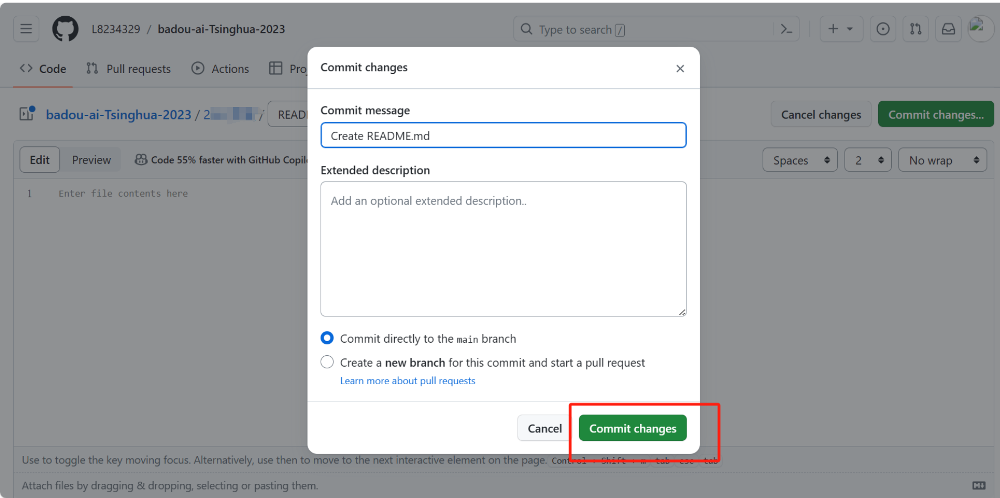 L8234329 / badou-ai-Tsinghua-2023
Type to search /
Code
Pull requests
Actions
Commit changes
badou-ai-Tsinghua-2023 / 2 /
Cancel changes
Commit changes...
Commit message
Create README.md
Edit
Preview
Code 55% faster with GitHub
Spaces
2
No wrap
Extended description
1
Enter file contents here
Add an optional extended description..
Commit directly to the main branch
Create a new branch for this commit and start a pull request
Learn more about pull requests
Cancel
Commit changes
Use to toggle the key moving focus. Alternatively, use then to move to the next interactive element on the page. Control + Shift + m tab esc tab
Attach files by dragging & dropping, selecting or pasting them.